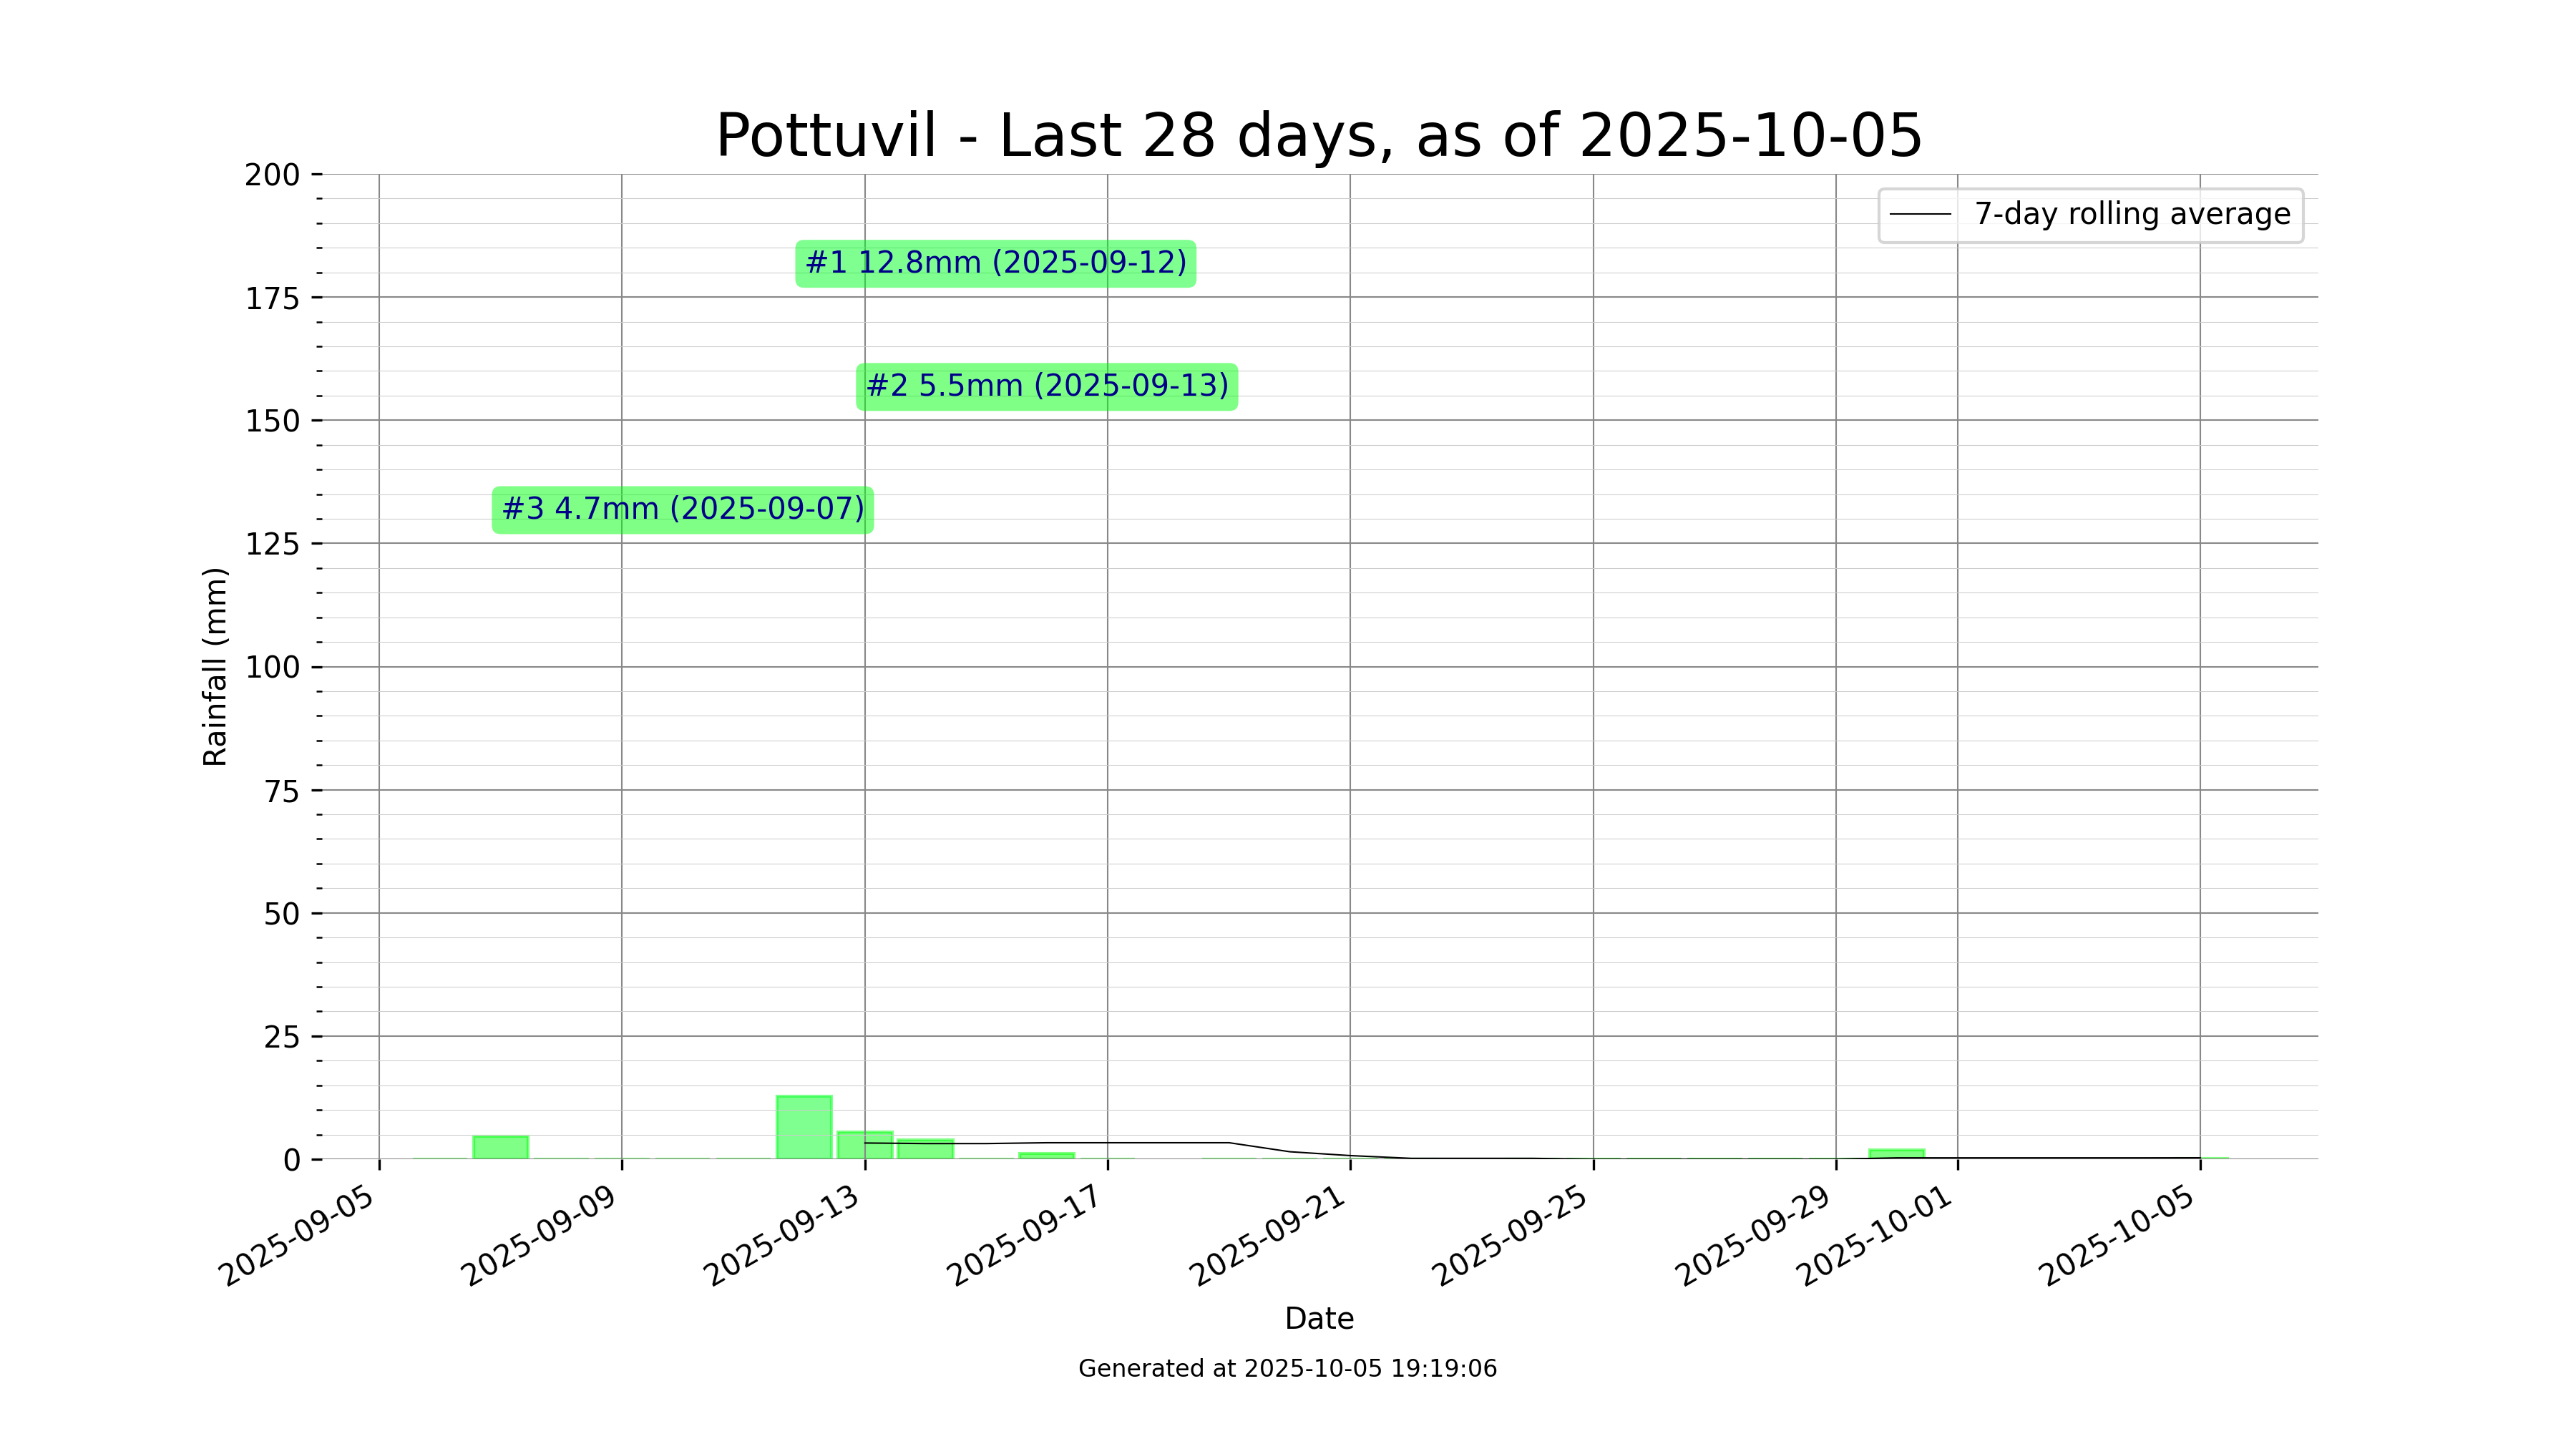 Pottuvil - Last 28 days, as of 2025-10-05
200
175
150
125
100
75
50
25
0
Rainfall (mm)
7-day rolling average
#1 12.8mm (2025-09-12)
#2 5.5mm (2025-09-13)
#3 4.7mm (2025-09-07)
2025-09-05
2025-09-09
2025-09-13
2025-09-17
2025-09-21
2025-09-25
2025-09-29
2025-10-01
2025-10-05
Date
Generated at 2025-10-05 19:19:06